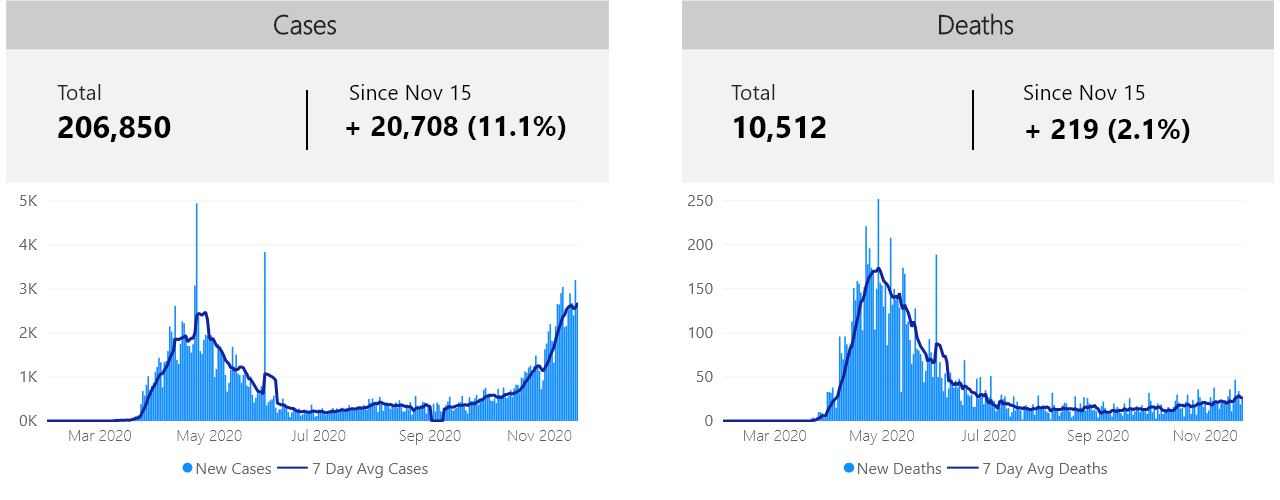 Cases
Total
206,850
Since Nov 15
+ 20,708 (11.1%)
5K
4K
3K
2K
1K
0K
Mar 2020 May 2020 Jul 2020 Sep 2020 Nov 2020
New Cases 7 Day Avg Cases
Deaths
Total
10,512
Since Nov 15
+ 219 (2.1%)
250
200
150
100
50
0
Mar 2020 May 2020 Jul 2020 Sep 2020 Nov 2020
New Deaths 7 Day Avg Deaths